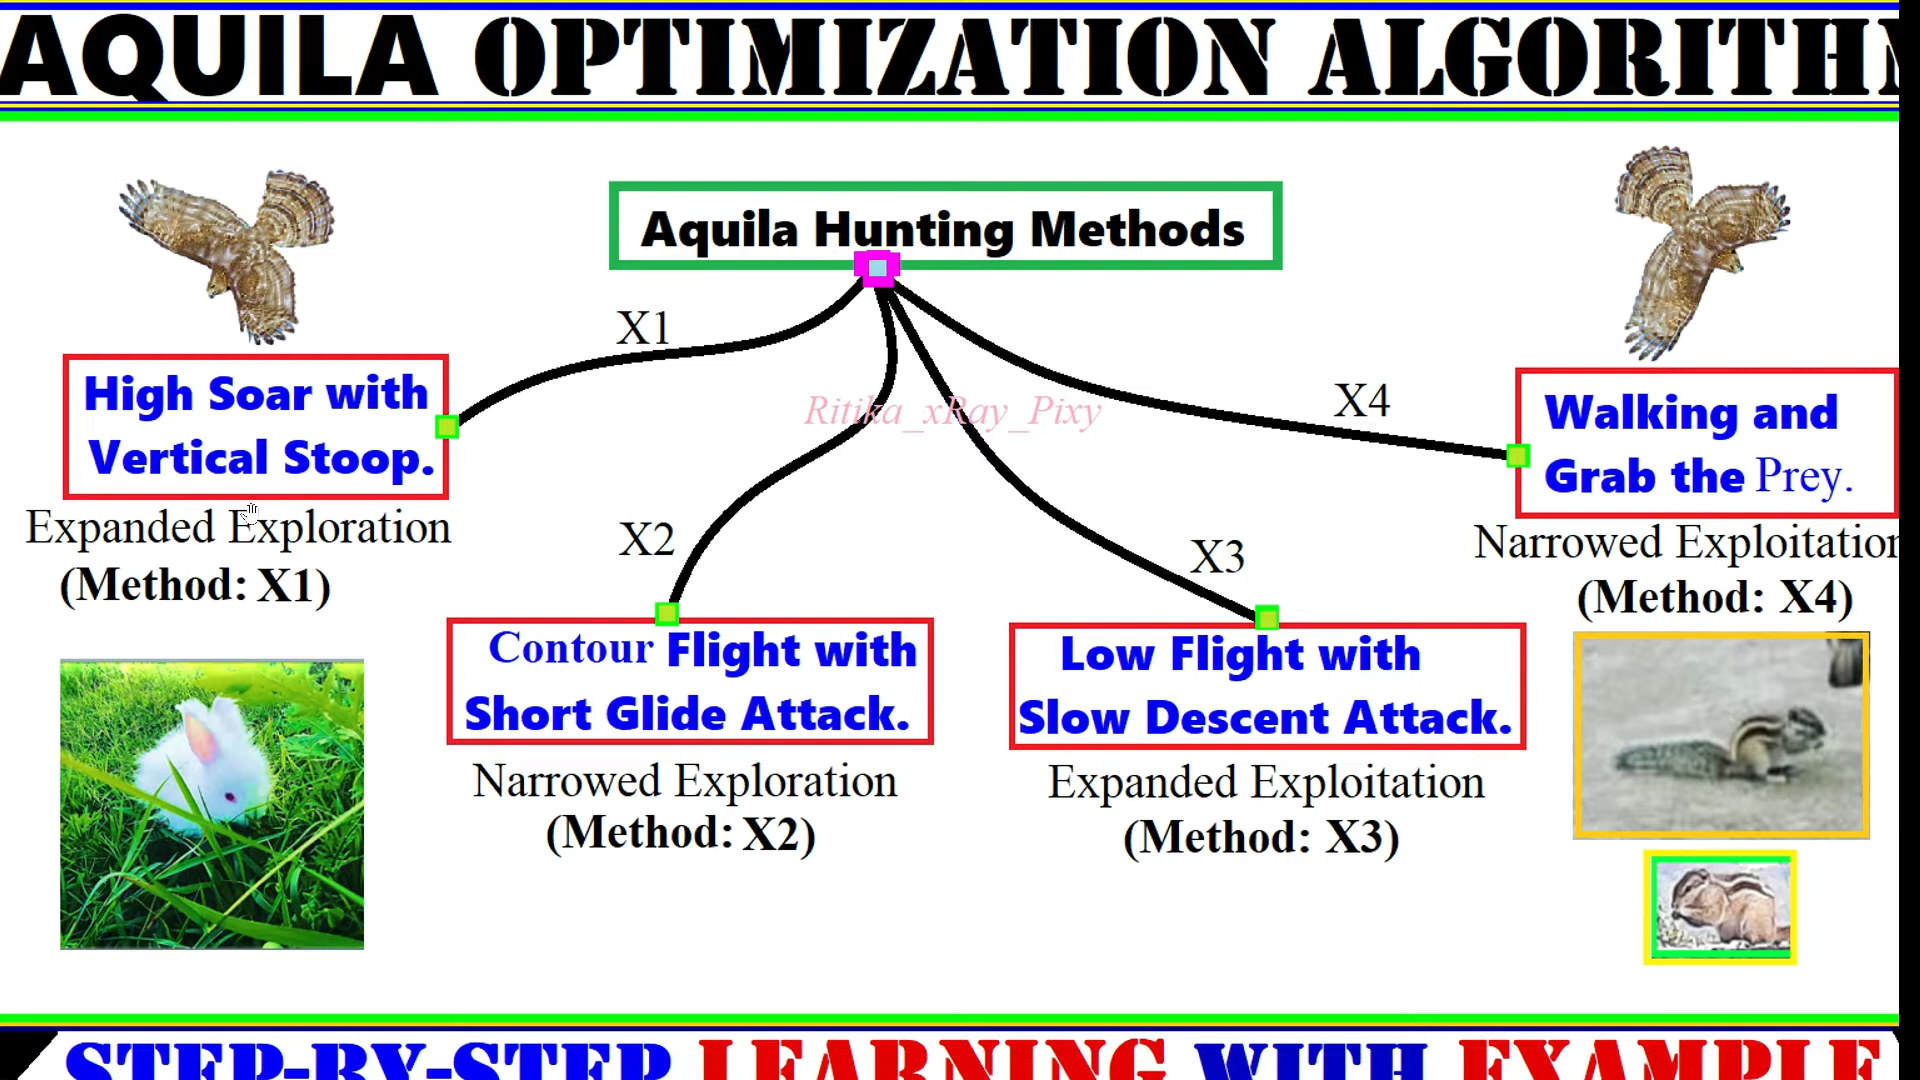 AQUILA OPTIMIZATION ALGORITHM
Aquila Hunting Methods
X1
X4
High Soar with
Vertical Stoop.
Expanded Exploration
(Method: X1)
Ritika_xRay_Pixy
Walking and
Grab the Prey.
Narrowed Exploitation
(Method: X4)
X2
X3
Contour Flight with
Short Glide Attack.
Narrowed Exploration
(Method: X2)
Low Flight with
Slow Descent Attack.
Expanded Exploitation
(Method: X3)
STEP-BY-STEP LEARNING WITH EXAMPLE